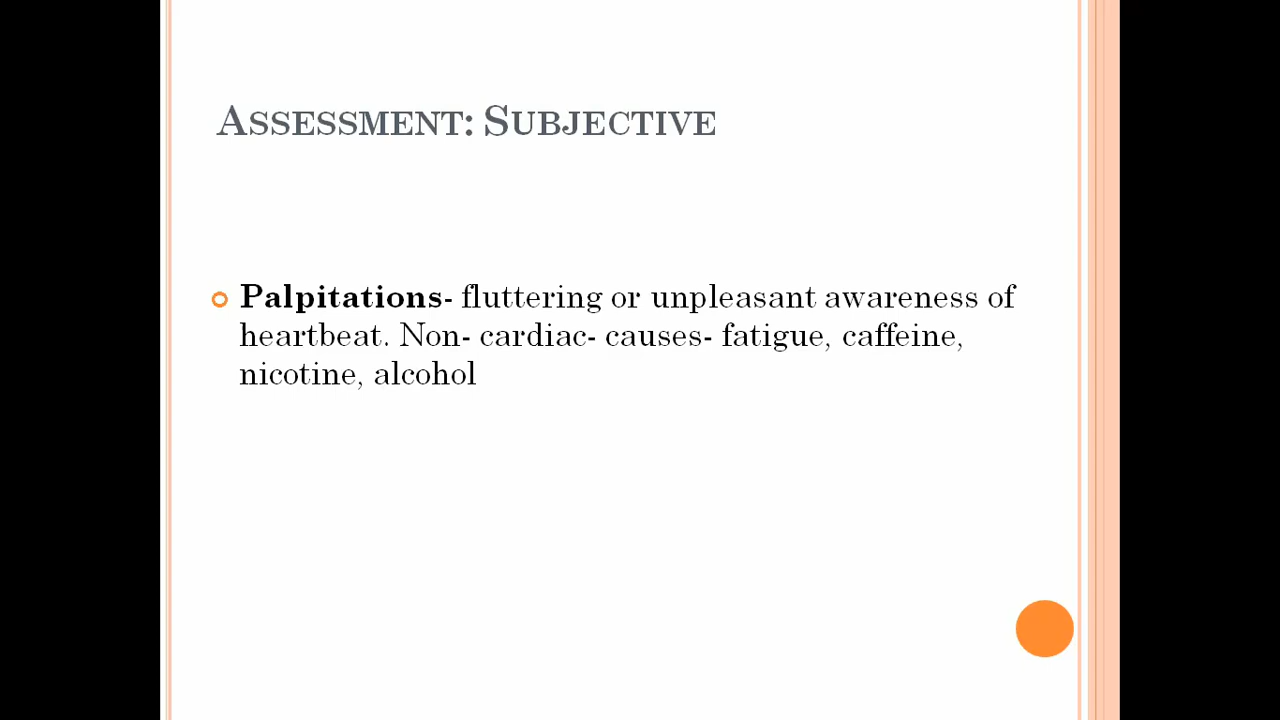 ASSESSMENT: SUBJECTIVE
Palpitations- fluttering or unpleasant awareness of
heartbeat. Non- cardiac- causes- fatigue, caffeine,
nicotine, alcohol